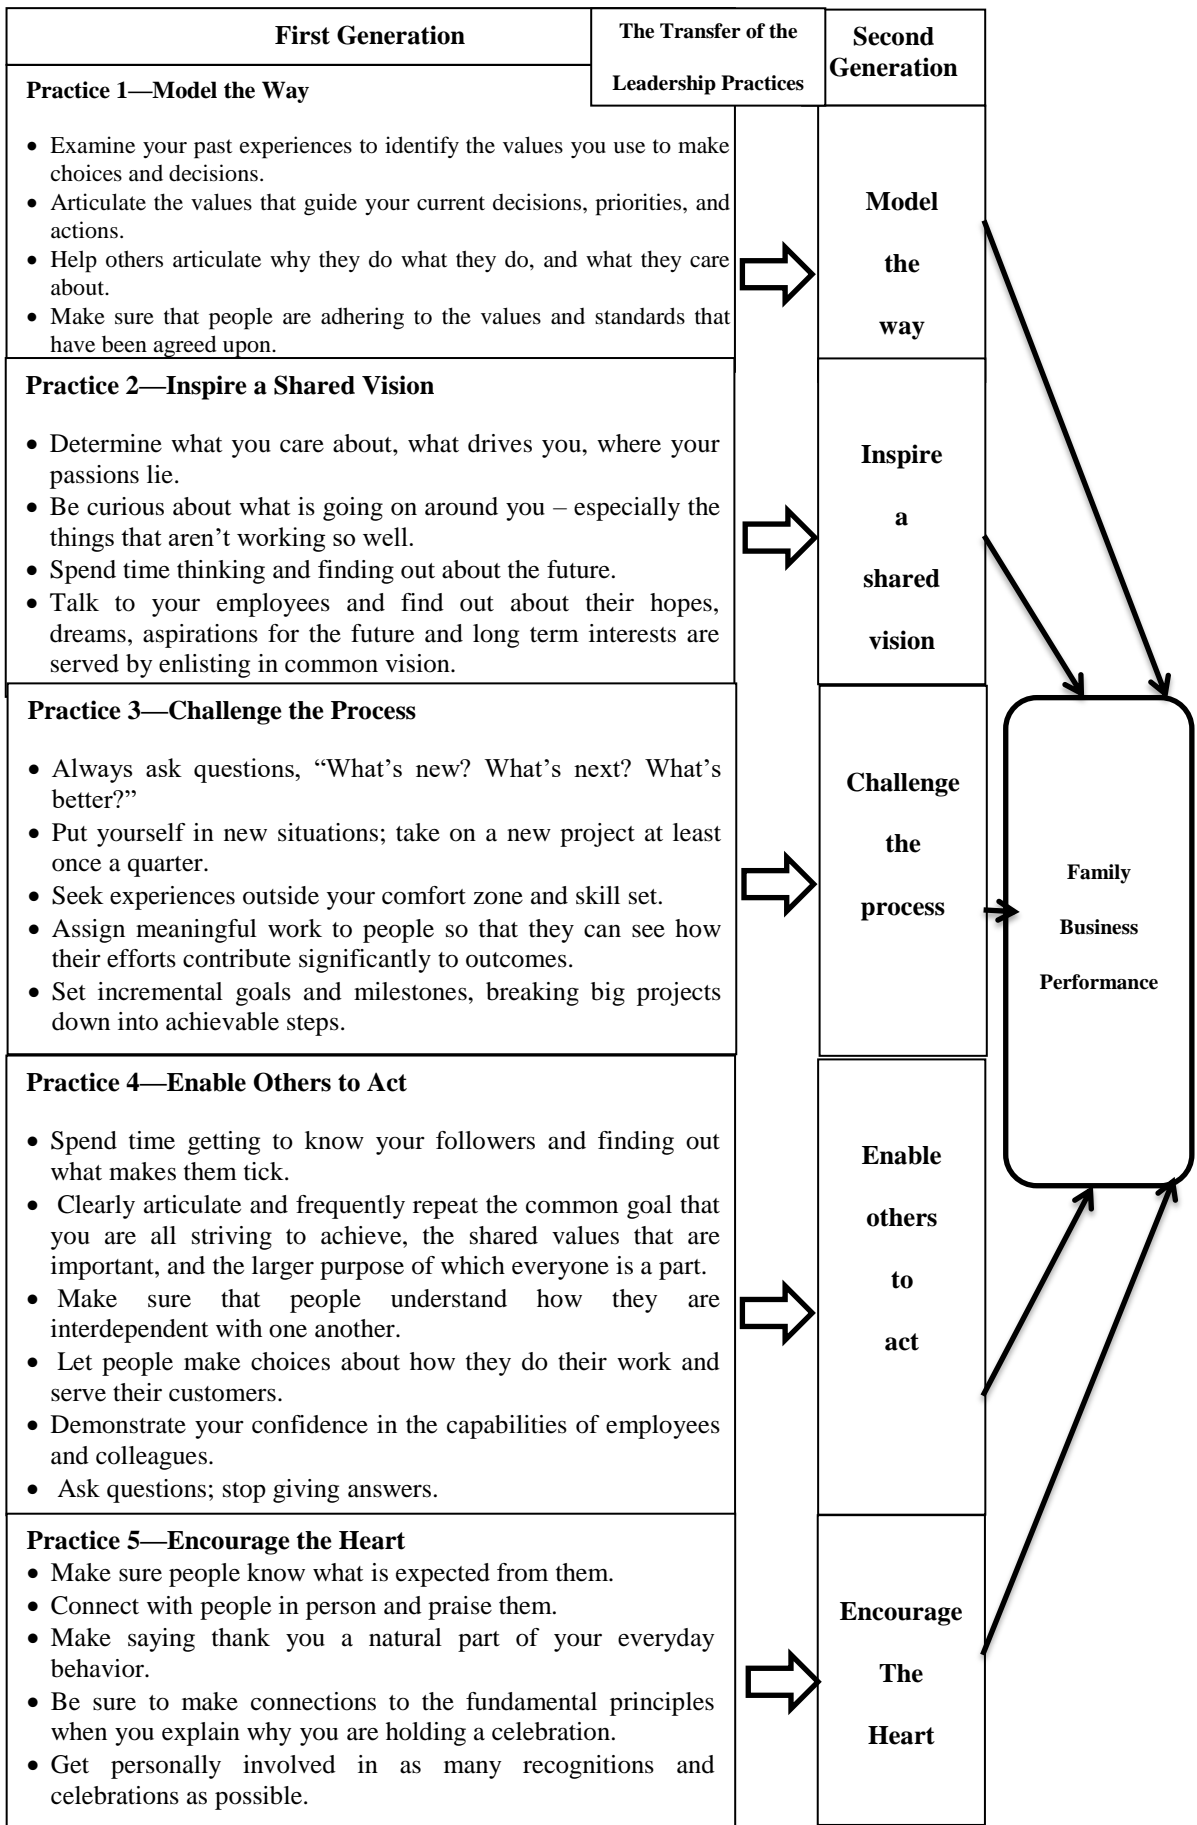 First Generation
The Transfer of the
Leadership Practices
Second
Generation
Practice 1—Model the Way
• Examine your past experiences to identify the values you use to make
choices and decisions.
• Articulate the values that guide your current decisions, priorities, and
actions.
• Help others articulate why they do what they do, and what they care
about.
• Make sure that people are adhering to the values and standards that
have been agreed upon.
Model
the
way
Practice 2—Inspire a Shared Vision
• Determine what you care about, what drives you, where your
passions lie.
• Be curious about what is going on around you – especially the
things that aren’t working so well.
• Spend time thinking and finding out about the future.
• Talk to your employees and find out about their hopes,
dreams, aspirations for the future and long term interests are
served by enlisting in common vision.
Inspire
a
shared
vision
Practice 3—Challenge the Process
• Always ask questions, “What’s new? What’s next? What’s
better?”
• Put yourself in new situations; take on a new project at least
once a quarter.
• Seek experiences outside your comfort zone and skill set.
• Assign meaningful work to people so that they can see how
their efforts contribute significantly to outcomes.
• Set incremental goals and milestones, breaking big projects
down into achievable steps.
Challenge
the
process
Family
Business
Performance
Practice 4—Enable Others to Act
• Spend time getting to know your followers and finding out
what makes them tick.
• Clearly articulate and frequently repeat the common goal that
you are all striving to achieve, the shared values that are
important, and the larger purpose of which everyone is a part.
• Make sure that people understand how they are
interdependent with one another.
• Let people make choices about how they do their work and
serve their customers.
• Demonstrate your confidence in the capabilities of employees
and colleagues.
• Ask questions; stop giving answers.
Enable
others
to
act
Practice 5—Encourage the Heart
• Make sure people know what is expected from them.
• Connect with people in person and praise them.
• Make saying thank you a natural part of your everyday
behavior.
• Be sure to make connections to the fundamental principles
when you explain why you are holding a celebration.
• Get personally involved in as many recognitions and
celebrations as possible.
Encourage
The
Heart